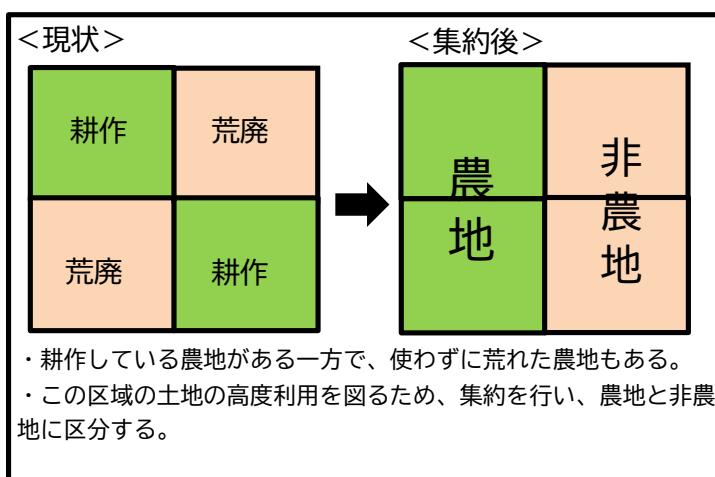 ＜現状＞
＜集約後＞
耕作
荒廃
荒廃
耕作
農地
非農地
・耕作している農地がある一方で、使わずに荒れた農地もある。
・この区域の土地の高度利用を図るため、集約を行い、農地と非農
地に区分する。